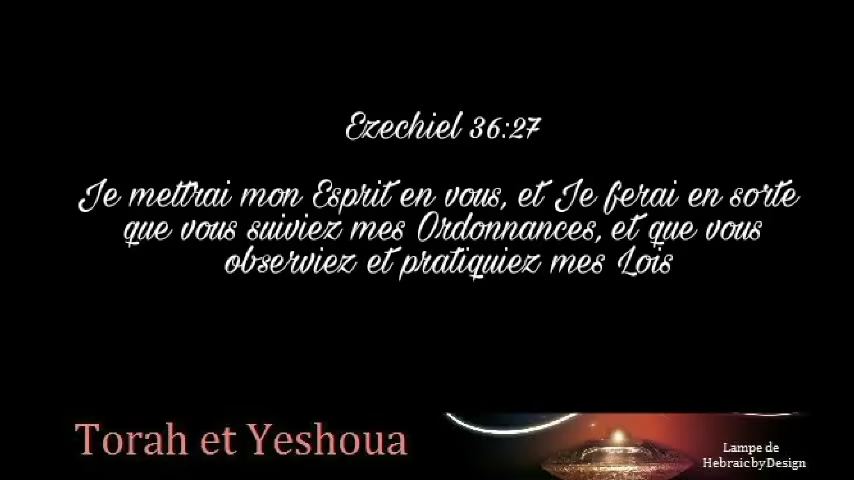 Ezechiel 36:27
Je mettrai mon Esprit en vous, et Je ferai en sorte
que vous suiviez mes Ordonnances, et que vous
observiez et pratiquiez mes Lois
Torah et Yeshoua
Lampe de
HebraicbyDesign